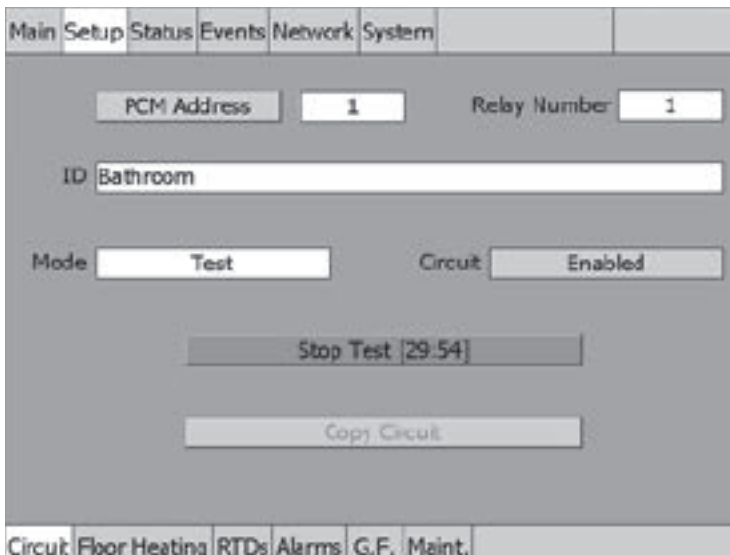 Main Setup Status Events Network System
PCM Address 1 Relay Number 1
ID Bathroom
Mode Test Circuit Enabled
Stop Test [29:54]
Copy Circuit
Circuit Floor Heating RTDs Alarms G.F. Maint.